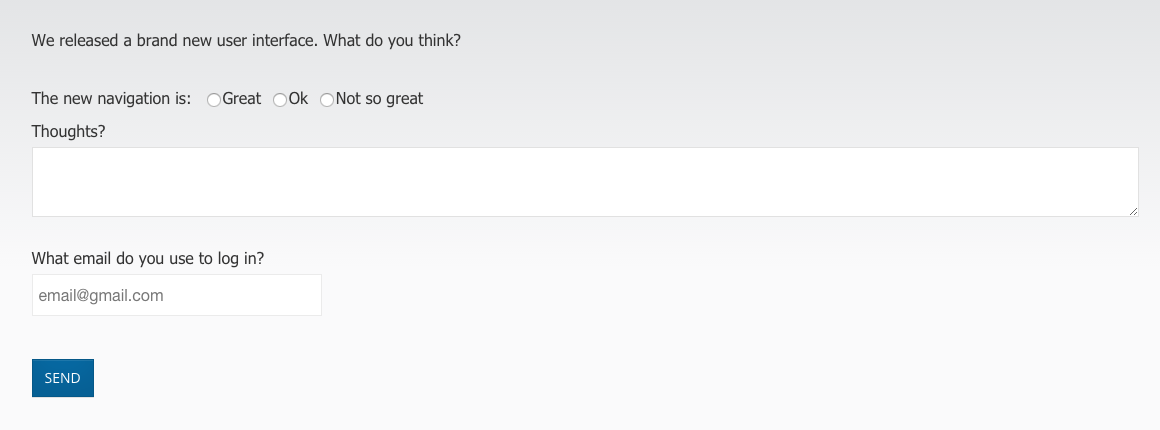 We released a brand new user interface. What do you think?
The new navigation is: Great Ok Not so great
Thoughts?
What email do you use to log in?
email@gmail.com
SEND